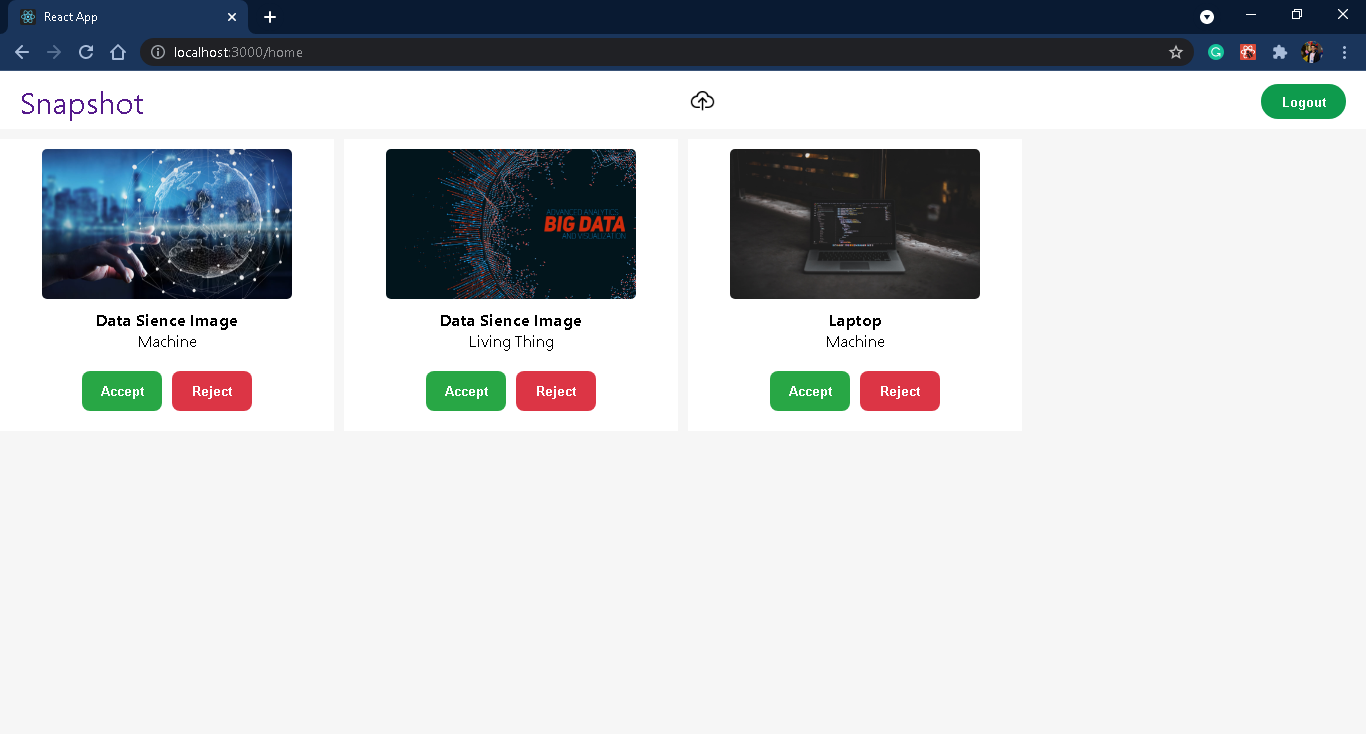 React App
localhost:3000/home
Snapshot
Logout
ADVANCED ANALYTICS
BIG DATA
AND VISUALIZATION
Data Sience Image
Machine
Accept
Reject
Data Sience Image
Living Thing
Accept
Reject
Laptop
Machine
Accept
Reject